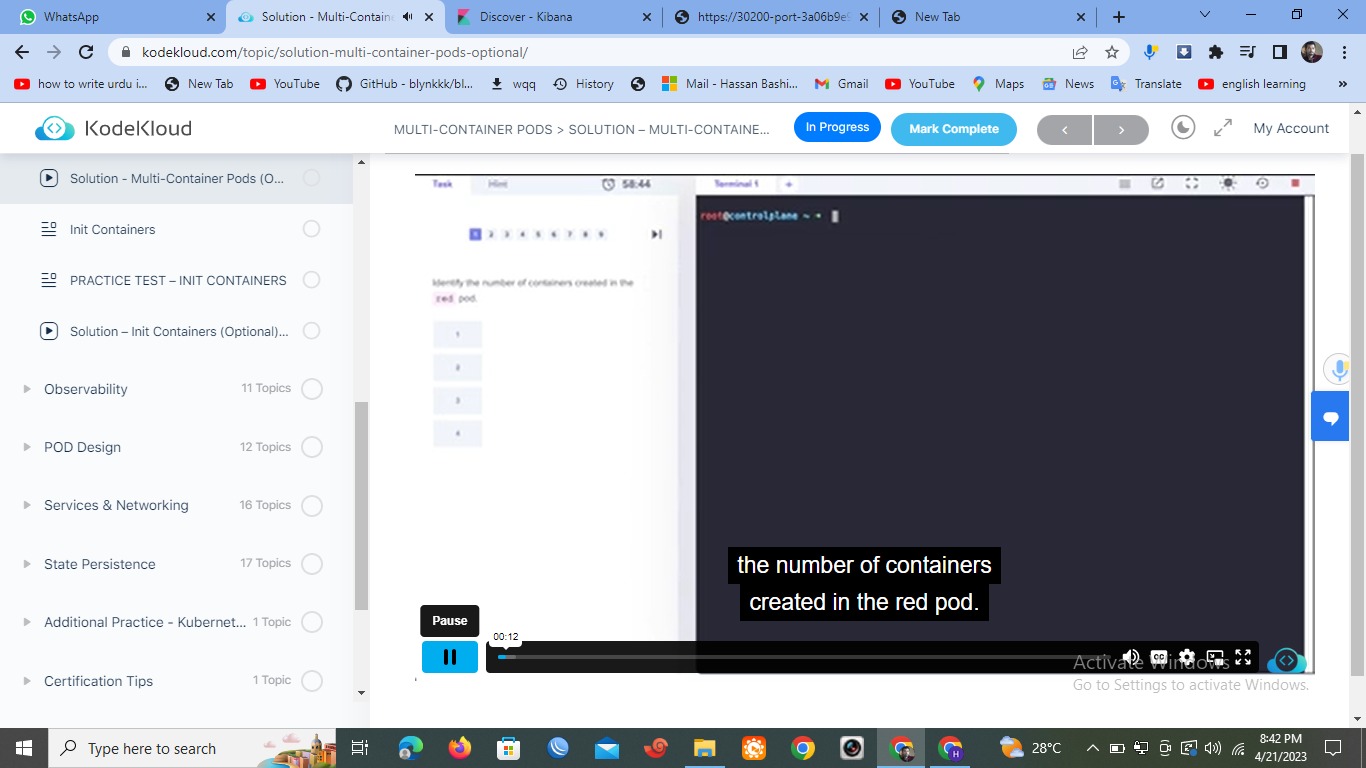 WhatsApp
Solution - Multi-Contain
Discover - Kibana
https://30200-port-3a06b9e9
New Tab
kodekloud.com/topic/solution-multi-container-pods-optional/
how to write urdu i...
New Tab
YouTube
GitHub - blynkkk/bl...
wqq
History
Mail - Hassan Bashi...
Gmail
YouTube
Maps
News
Translate
english learning
»
KodeKloud
MULTI-CONTAINER PODS > SOLUTION – MULTI-CONTAINE...
In Progress
Mark Complete
My Account
Solution - Multi-Container Pods (O...
Init Containers
PRACTICE TEST – INIT CONTAINERS
Solution – Init Containers (Optional)...
Observability 11 Topics
POD Design 12 Topics
Services & Networking 16 Topics
State Persistence 17 Topics
Additional Practice - Kubernet... 1 Topic
Certification Tips 1 Topic
Task Hint 58:44
Terminal 1 +
1 2 3 4 5 6 7 8 9
Identify the number of containers created in the
red pod.
1
2
3
4
root@controlplane ~ ➜
the number of containers
created in the red pod.
Pause
00:12
CC
Activate Windows
Go to Settings to activate Windows.
Type here to search
H
28°C
8:42 PM
4/21/2023